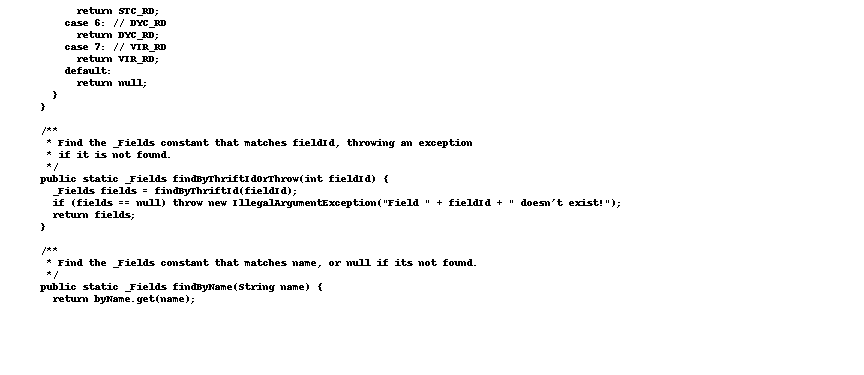 return STC_RD;
case 6: // DYC_RD
return DYC_RD;
case 7: // VIR_RD
return VIR_RD;
default:
return null;
}
}
/**
* Find the _Fields constant that matches fieldId, throwing an exception
* if it is not found.
*/
public static _Fields findByThriftIdOrThrow(int fieldId) {
_Fields fields = findByThriftId(fieldId);
if (fields == null) throw new IllegalArgumentException("Field " + fieldId + " doesn't exist!");
return fields;
}
/**
* Find the _Fields constant that matches name, or null if its not found.
*/
public static _Fields findByName(String name) {
return byName.get(name);